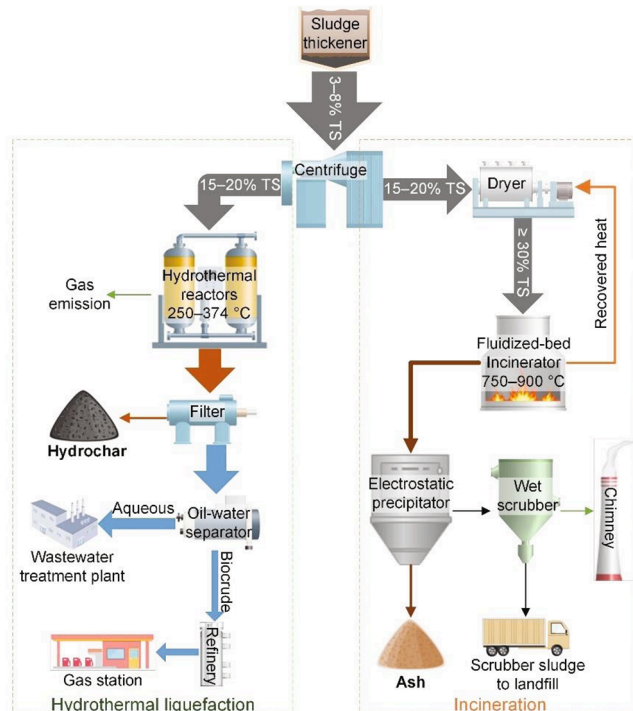 Sludge
thickener
3–8% TS
Centrifuge
15–20% TS
15–20% TS
Dryer
≥ 30% TS
Recovered heat
Gas
emission
Hydrothermal
reactors
250–374 °C
Fluidized-bed
Incinerator
750–900 °C
Filter
Hydrochar
Aqueous
Oil-water
separator
Wastewater
treatment plant
Biocrude
Refinery
Gas station
Electrostatic
precipitator
Wet
scrubber
Chimney
Ash
Scrubber sludge
to landfill
Hydrothermal liquefaction
Incineration